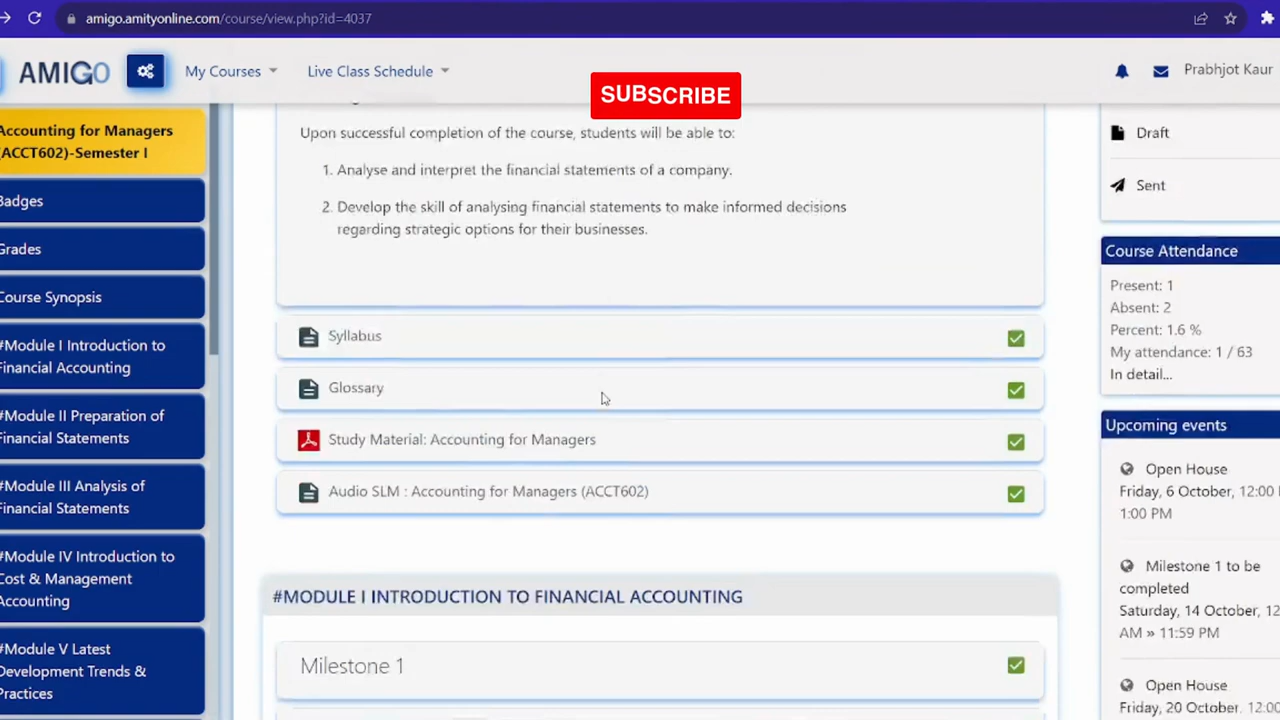 amigo.amityonline.com/course/view.php?id=4037
AMIGO
My Courses
Live Class Schedule
SUBSCRIBE
Prabhjot Kaur
Accounting for Managers
(ACCT602)-Semester I
Badges
Grades
Course Synopsis
#Module I Introduction to
Financial Accounting
#Module II Preparation of
Financial Statements
#Module III Analysis of
Financial Statements
#Module IV Introduction to
Cost & Management
Accounting
#Module V Latest
Development Trends &
Practices
Upon successful completion of the course, students will be able to:
1. Analyse and interpret the financial statements of a company.
2. Develop the skill of analysing financial statements to make informed decisions
regarding strategic options for their businesses.
Syllabus
Glossary
Study Material: Accounting for Managers
Audio SLM : Accounting for Managers (ACCT602)
#MODULE I INTRODUCTION TO FINANCIAL ACCOUNTING
Milestone 1
Draft
Sent
Course Attendance
Present: 1
Absent: 2
Percent: 1.6 %
My attendance: 1 / 63
In detail...
Upcoming events
Open House
Friday, 6 October, 12:00
1:00 PM
Milestone 1 to be
completed
Saturday, 14 October, 12
AM » 11:59 PM
Open House
Friday, 20 October, 12:00